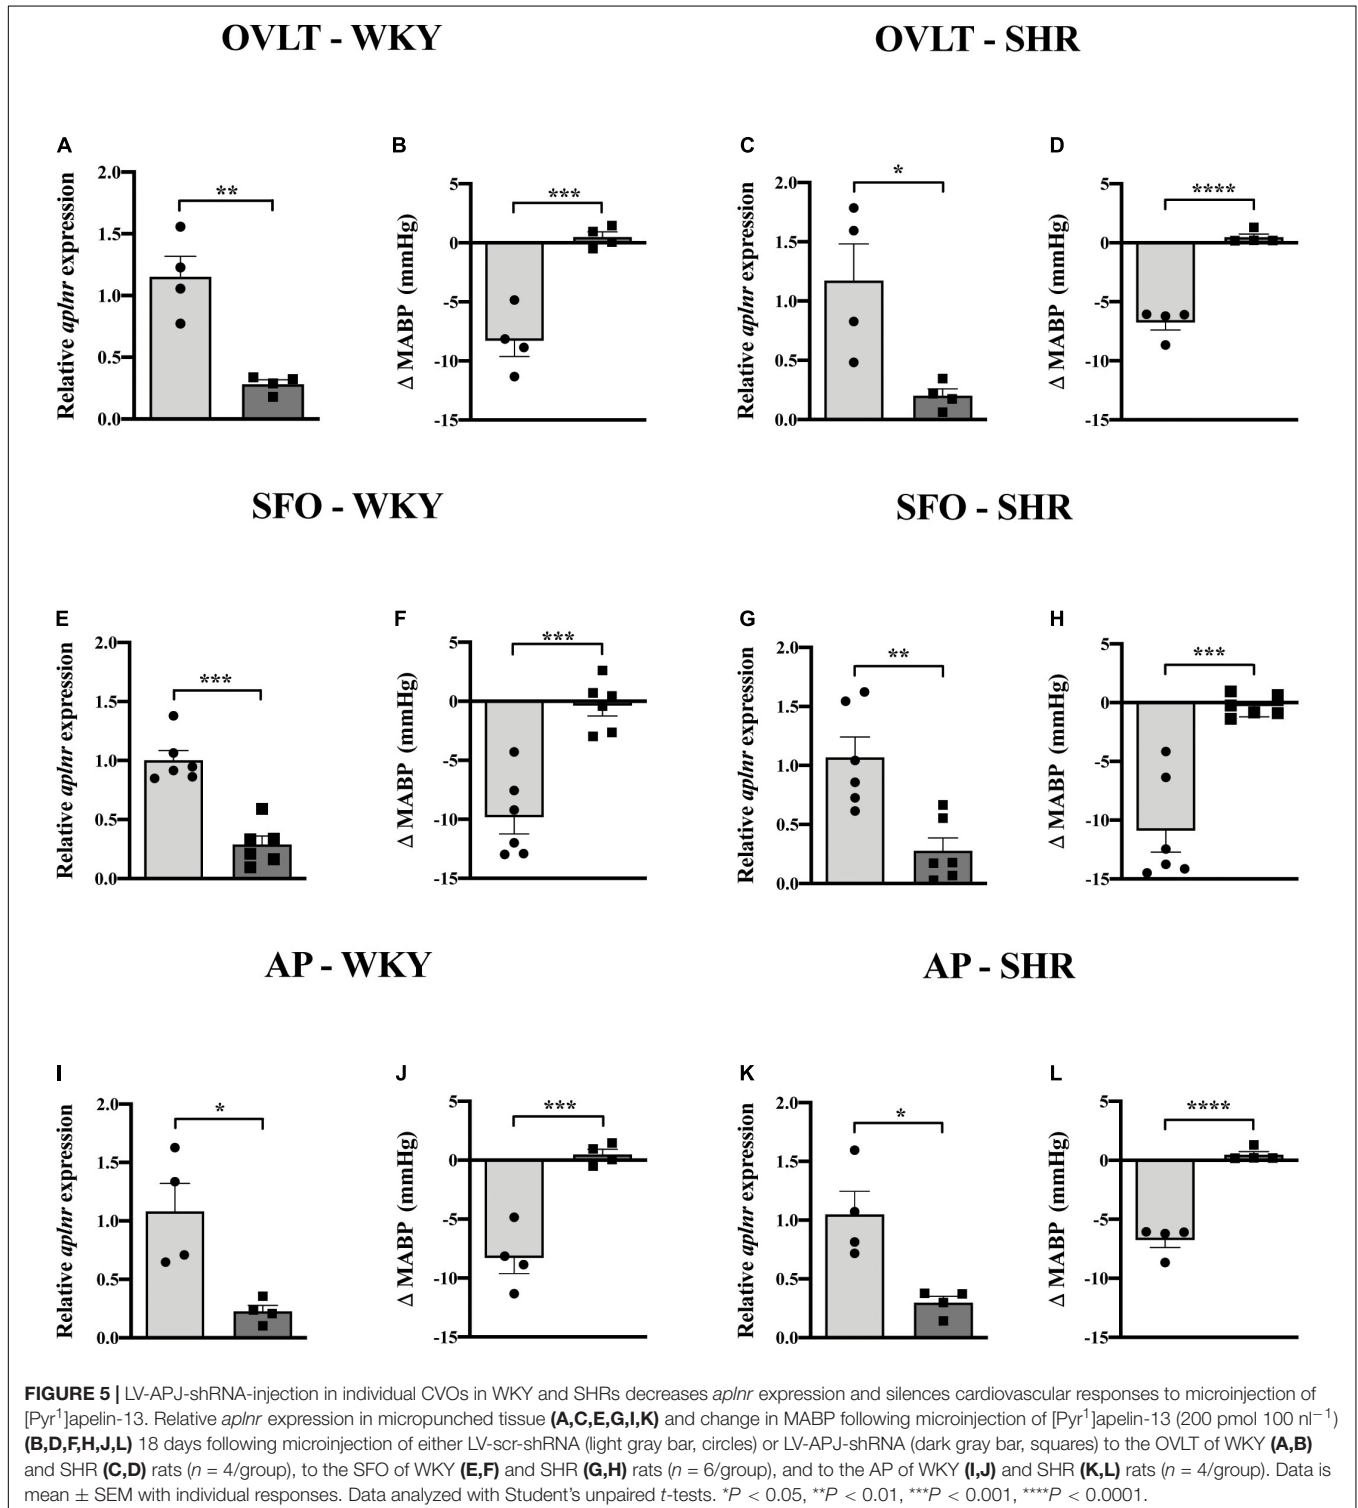 OVLT - WKY
OVLT - SHR
A
Relative aplnr expression
2.0
1.5
1.0
0.5
0.0
**
B
Δ MABP (mmHg)
5
0
-5
-10
-15
***
C
Relative aplnr expression
2.0
1.5
1.0
0.5
0.0
*
D
Δ MABP (mmHg)
5
0
-5
-10
-15
****
SFO - WKY
SFO - SHR
E
Relative aplnr expression
2.0
1.5
1.0
0.5
0.0
***
F
Δ MABP (mmHg)
5
0
-5
-10
-15
***
G
Relative aplnr expression
2.0
1.5
1.0
0.5
0.0
**
H
Δ MABP (mmHg)
5
0
-5
-10
-15
***
AP - WKY
AP - SHR
I
Relative aplnr expression
2.0
1.5
1.0
0.5
0.0
*
J
Δ MABP (mmHg)
5
0
-5
-10
-15
***
K
Relative aplnr expression
2.0
1.5
1.0
0.5
0.0
*
L
Δ MABP (mmHg)
5
0
-5
-10
-15
****
FIGURE 5 | LV-APJ-shRNA-injection in individual CVOs in WKY and SHRs decreases aplnr expression and silences cardiovascular responses to microinjection of
[Pyr¹]apelin-13. Relative aplnr expression in micropunched tissue (A,C,E,G,I,K) and change in MABP following microinjection of [Pyr¹]apelin-13 (200 pmol 100 nl⁻¹)
(B,D,F,H,J,L) 18 days following microinjection of either LV-scr-shRNA (light gray bar, circles) or LV-APJ-shRNA (dark gray bar, squares) to the OVLT of WKY (A,B)
and SHR (C,D) rats (n = 4/group), to the SFO of WKY (E,F) and SHR (G,H) rats (n = 6/group), and to the AP of WKY (I,J) and SHR (K,L) rats (n = 4/group). Data is
mean ± SEM with individual responses. Data analyzed with Student's unpaired t-tests. *P < 0.05, **P < 0.01, ***P < 0.001, ****P < 0.0001.